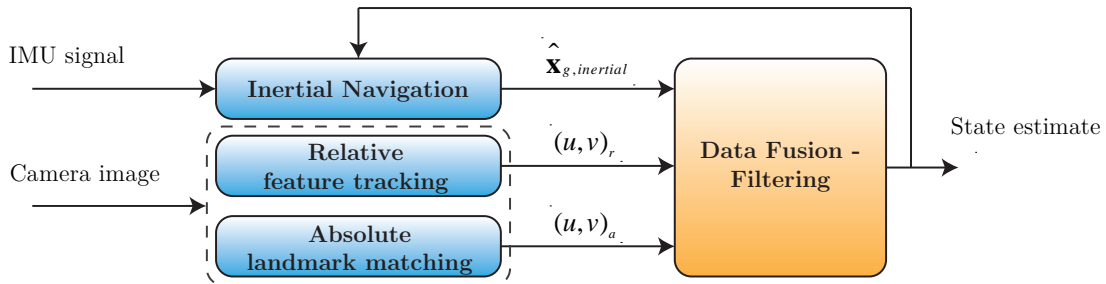 IMU signal
Inertial Navigation
x̂g,inertial
Camera image
Relative
feature tracking
(u,v)r
Absolute
landmark matching
(u,v)a
Data Fusion -
Filtering
State estimate